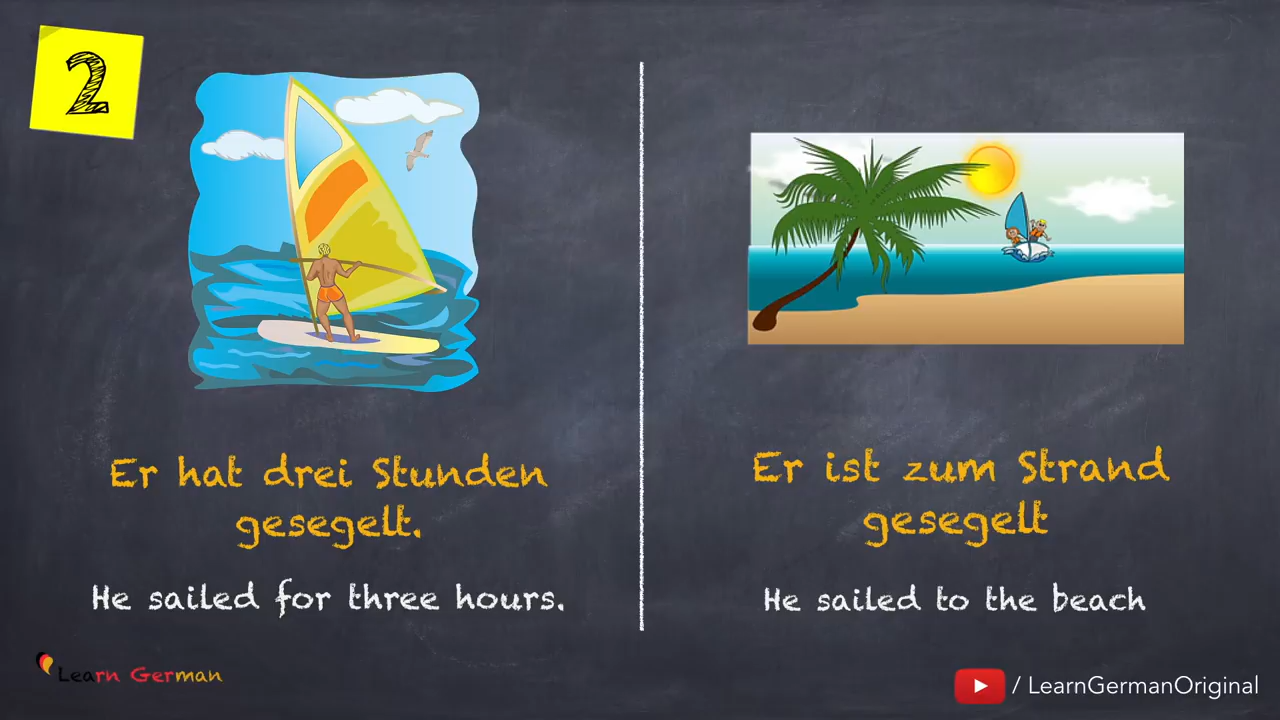 2
Er hat drei Stunden
gesegelt.
He sailed for three hours.
Er ist zum Strand
gesegelt
He sailed to the beach
Learn German
/ LearnGermanOriginal